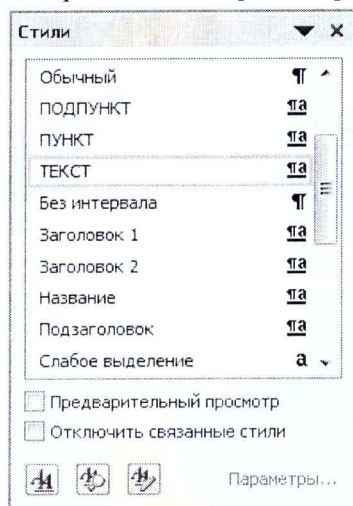 Стили
Обычный ¶
ПОДПУНКТ ¶a
ПУНКТ ¶a
ТЕКСТ ¶a
Без интервала ¶
Заголовок 1 ¶a
Заголовок 2 ¶a
Название ¶a
Подзаголовок ¶a
Слабое выделение a
Предварительный просмотр
Отключить связанные стили
Параметры...